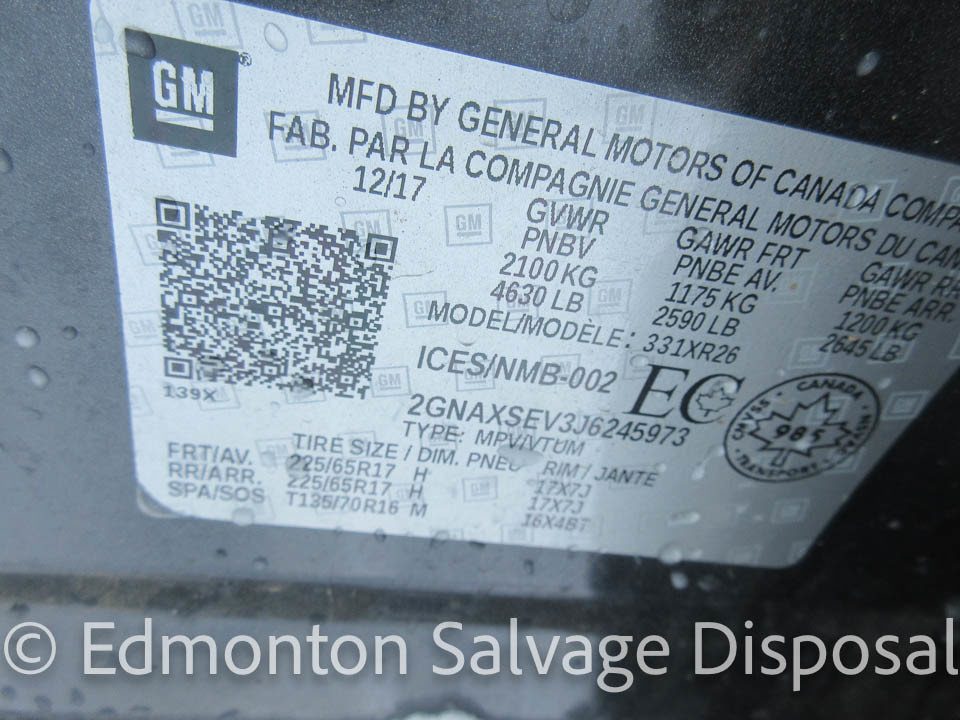 GM
MFD BY GENERAL MOTORS OF CANADA
FAB. PAR LA COMPAGNIE GENERAL MOTORS DU
12/17
GVWR
PNBV
2100 KG
4630 LB
GAWR FRT
PNBE AV.
1175 KG
2590 LB
GAWR
PNBE ARR.
1200 KG
2645 LB
MODEL/MODÈLE: 331XR26
ICES/NMB-002
EC
2GNAXSEV3J6245973
TYPE: MPV/VTUM
139X
TIRE SIZE / DIM. PNEU RIM / JANTE
FRT/AV. 225/65R17 H 17X7J
RR/ARR. 225/65R17 H 17X7J
SPA/SOS T135/70R16 M 16X4BT
CANADA
CMVSS
985
NSVAC
TRANSPORT
© Edmonton Salvage Disposal